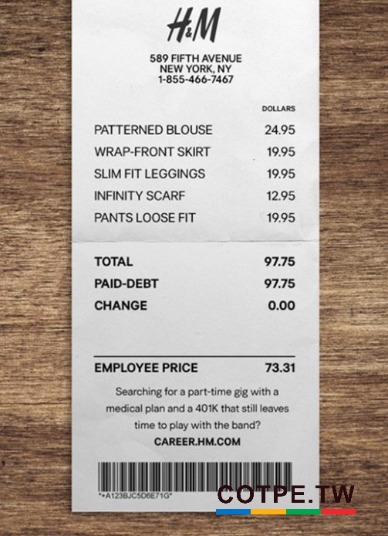 H&M
589 FIFTH AVENUE
NEW YORK, NY
1-855-466-7467
DOLLARS
PATTERNED BLOUSE 24.95
WRAP-FRONT SKIRT 19.95
SLIM FIT LEGGINGS 19.95
INFINITY SCARF 12.95
PANTS LOOSE FIT 19.95
TOTAL 97.75
PAID-DEBT 97.75
CHANGE 0.00
EMPLOYEE PRICE 73.31
Searching for a part-time gig with a
medical plan and a 401K that still leaves
time to play with the band?
CAREER.HM.COM
*+A123BJC5D6E71G*
COTPE.TW